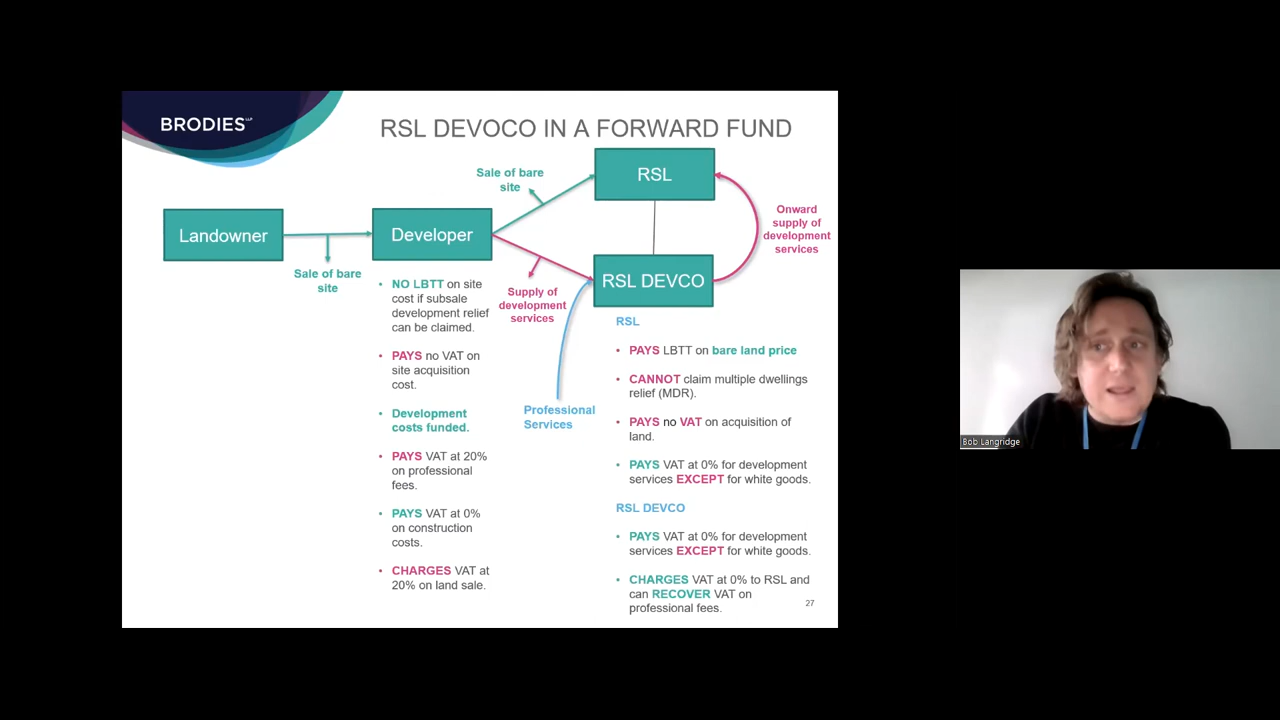 BRODIES LLP
RSL DEVOCO IN A FORWARD FUND
Landowner
Sale of bare
site
Developer
Sale of bare
site
RSL
Onward
supply of
development
services
RSL DEVCO
Supply of
development
services
Professional
Services
• NO LBTT on site
cost if subsale
development relief
can be claimed.
• PAYS no VAT on
site acquisition
cost.
• Development
costs funded.
• PAYS VAT at 20%
on professional
fees.
• PAYS VAT at 0%
on construction
costs.
• CHARGES VAT at
20% on land sale.
RSL
• PAYS LBTT on bare land price
• CANNOT claim multiple dwellings
relief (MDR).
• PAYS no VAT on acquisition of
land.
• PAYS VAT at 0% for development
services EXCEPT for white goods.
RSL DEVCO
• PAYS VAT at 0% for development
services EXCEPT for white goods.
• CHARGES VAT at 0% to RSL and
can RECOVER VAT on
professional fees.
27
Bob Langridge